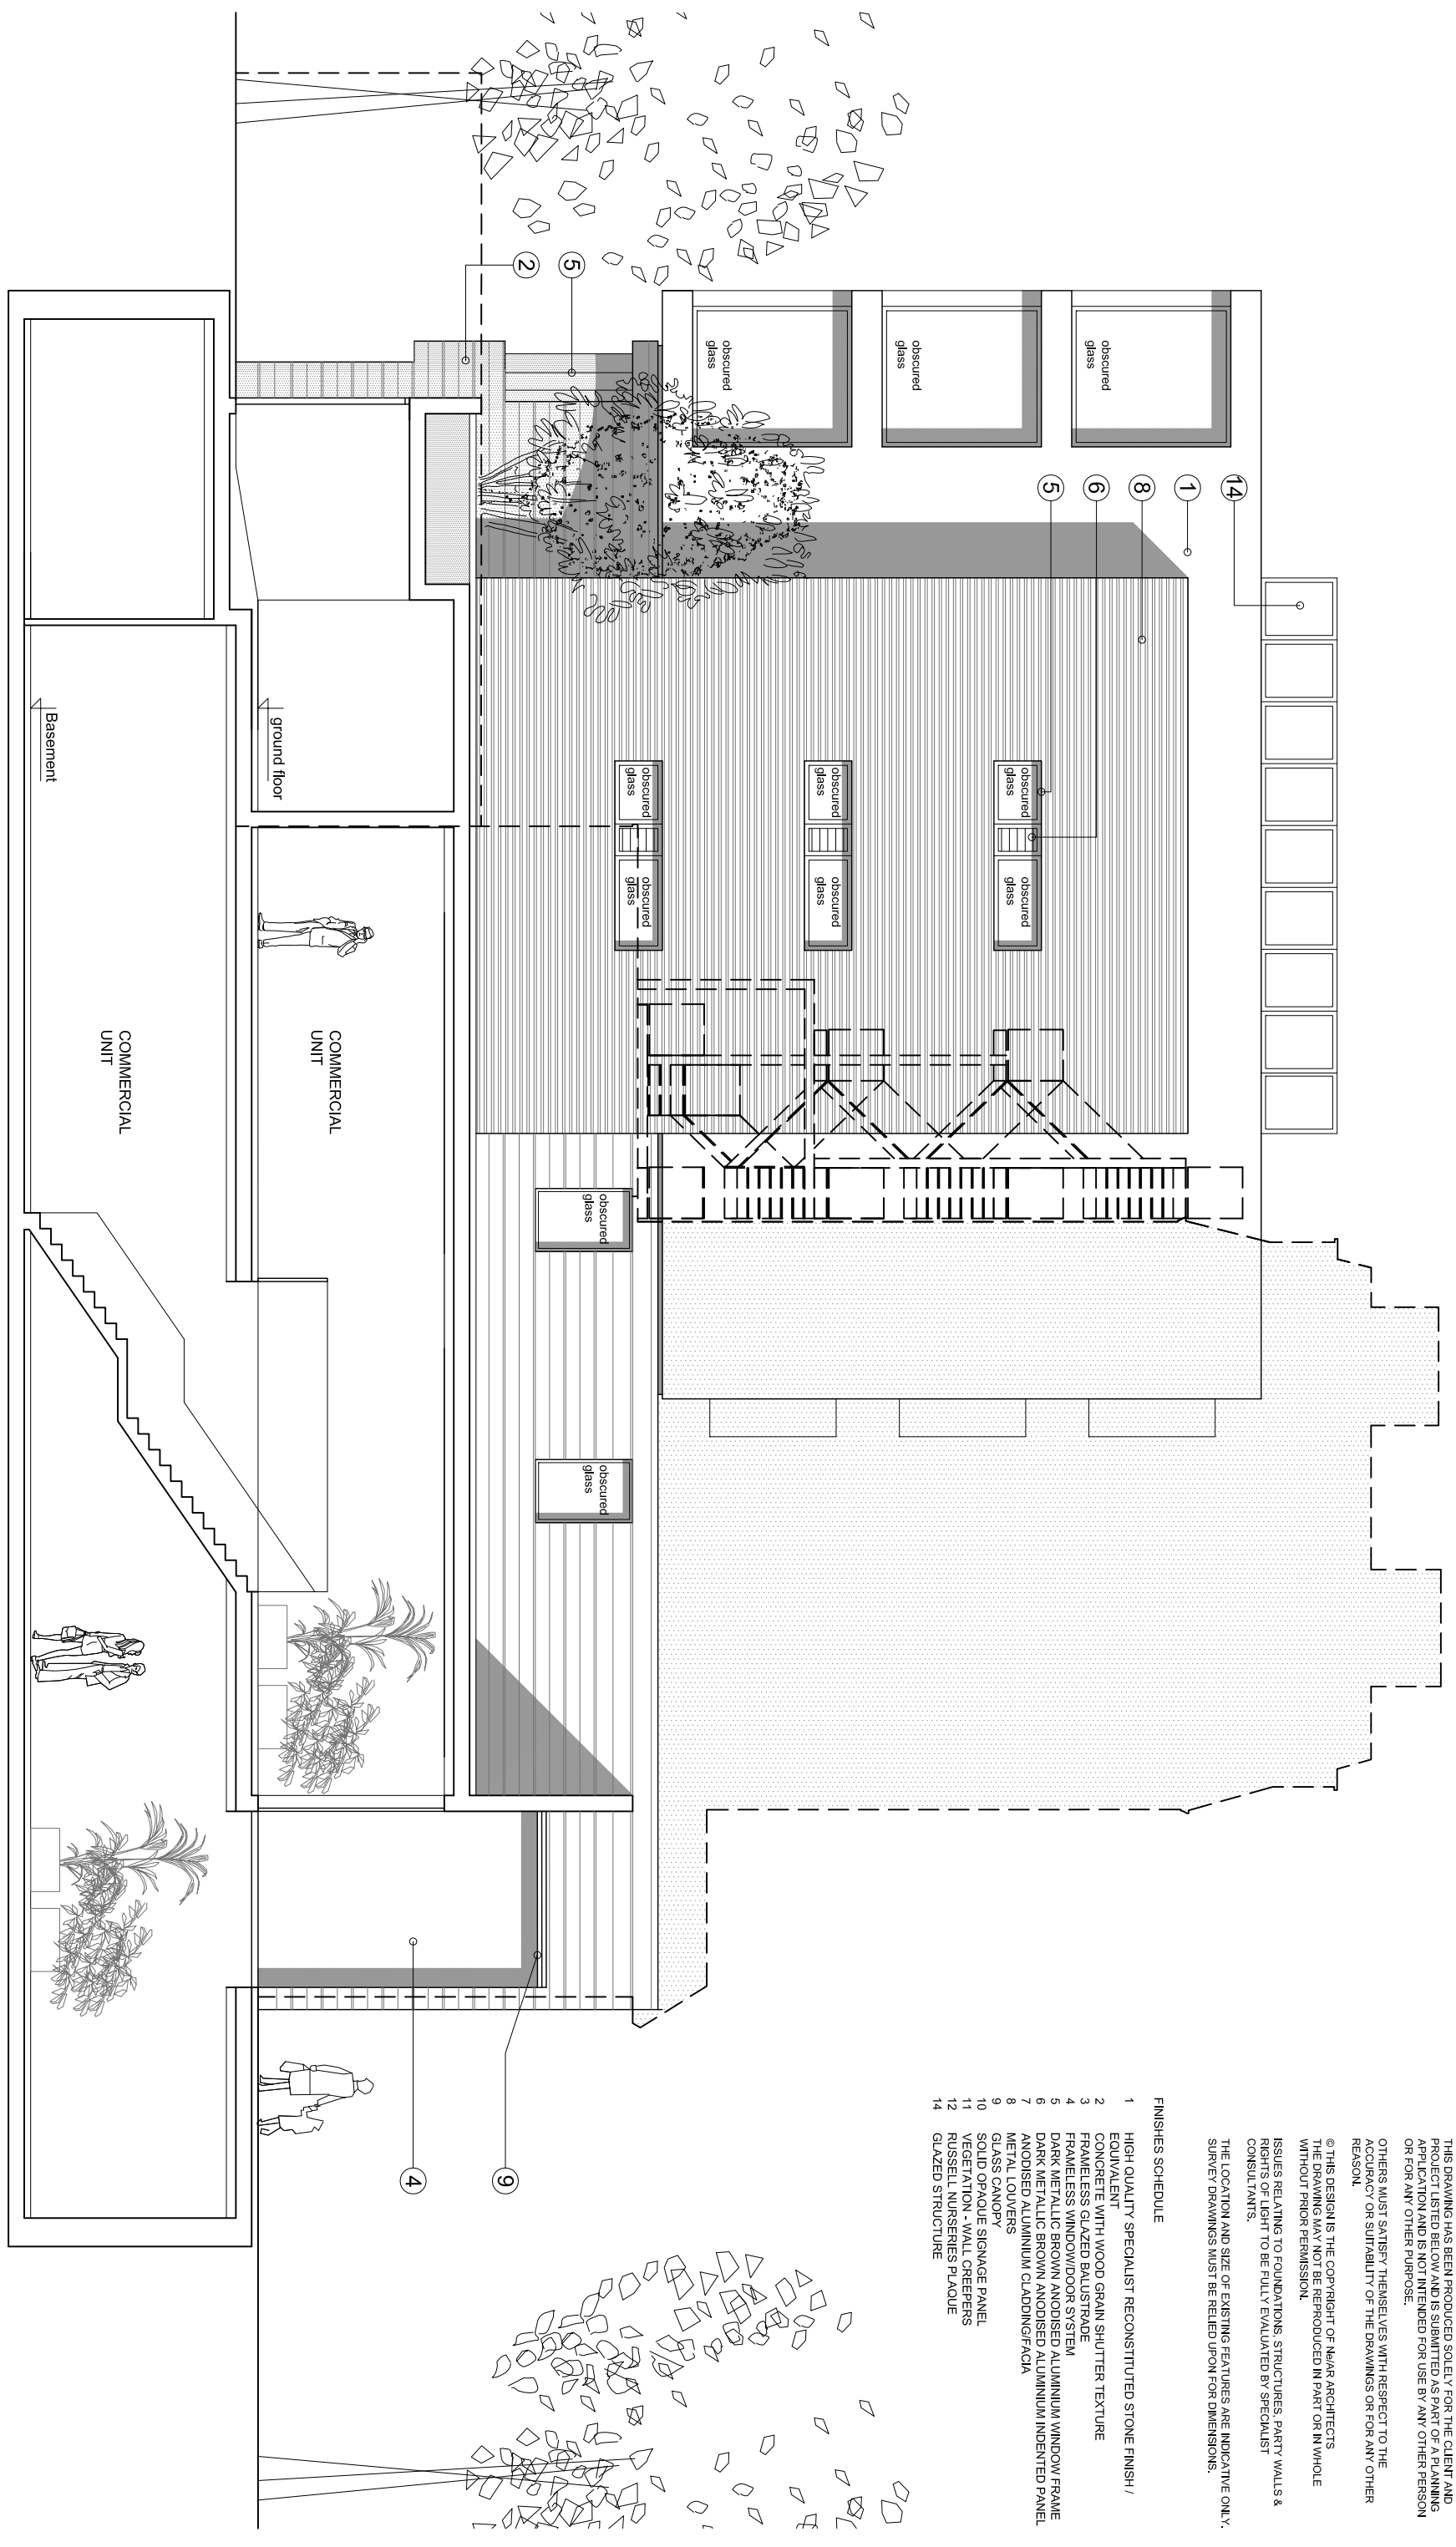 THIS DRAWING HAS BEEN PRODUCED SOLELY FOR THE CLIENT AND
PROJECT LISTED BELOW AND IS SUBMITTED AS PART OF A PLANNING
APPLICATION AND IS NOT INTENDED FOR USE BY ANY OTHER PERSON
OR FOR ANY OTHER PURPOSE.
OTHERS MUST SATISFY THEMSELVES WITH RESPECT TO THE
ACCURACY OR SUITABILITY OF THE DRAWINGS OR FOR ANY OTHER
REASON.
© THIS DESIGN IS THE COPYRIGHT OF Ne/AR ARCHITECTS
THE DRAWING MAY NOT BE REPRODUCED IN PART OR IN WHOLE
WITHOUT PRIOR PERMISSION.
ISSUES RELATING TO FOUNDATIONS, STRUCTURES, PARTY WALLS &
RIGHTS OF LIGHT TO BE FULLY EVALUATED BY SPECIALIST
CONSULTANTS.
THE LOCATION AND SIZE OF EXISTING FEATURES ARE INDICATIVE ONLY.
SURVEY DRAWINGS MUST BE RELIED UPON FOR DIMENSIONS.
FINISHES SCHEDULE
1 HIGH QUALITY SPECIALIST RECONSTITUTED STONE FINISH /
EQUIVALENT
2 CONCRETE WITH WOOD GRAIN SHUTTER TEXTURE
3 FRAMELESS GLAZED BALUSTRADE
4 FRAMELESS WINDOW/DOOR SYSTEM
5 DARK METALLIC BROWN ANODISED ALUMINIUM WINDOW FRAME
6 DARK METALLIC BROWN ANODISED ALUMINIUM INDENTED PANEL
7 ANODISED ALUMINIUM CLADDING/FACIA
8 METAL LOUVERS
9 GLASS CANOPY
10 SOLID OPAQUE SIGNAGE PANEL
11 VEGETATION - WALL CREEPERS
12 RUSSELL NURSERIES PLAQUE
14 GLAZED STRUCTURE
14
1
8
6
5
obscured
glass
obscured
glass
obscured
glass
obscured
glass
obscured
glass
obscured
glass
obscured
glass
obscured
glass
obscured
glass
obscured
glass
obscured
glass
5
2
9
4
ground floor
COMMERCIAL
UNIT
Basement
COMMERCIAL
UNIT